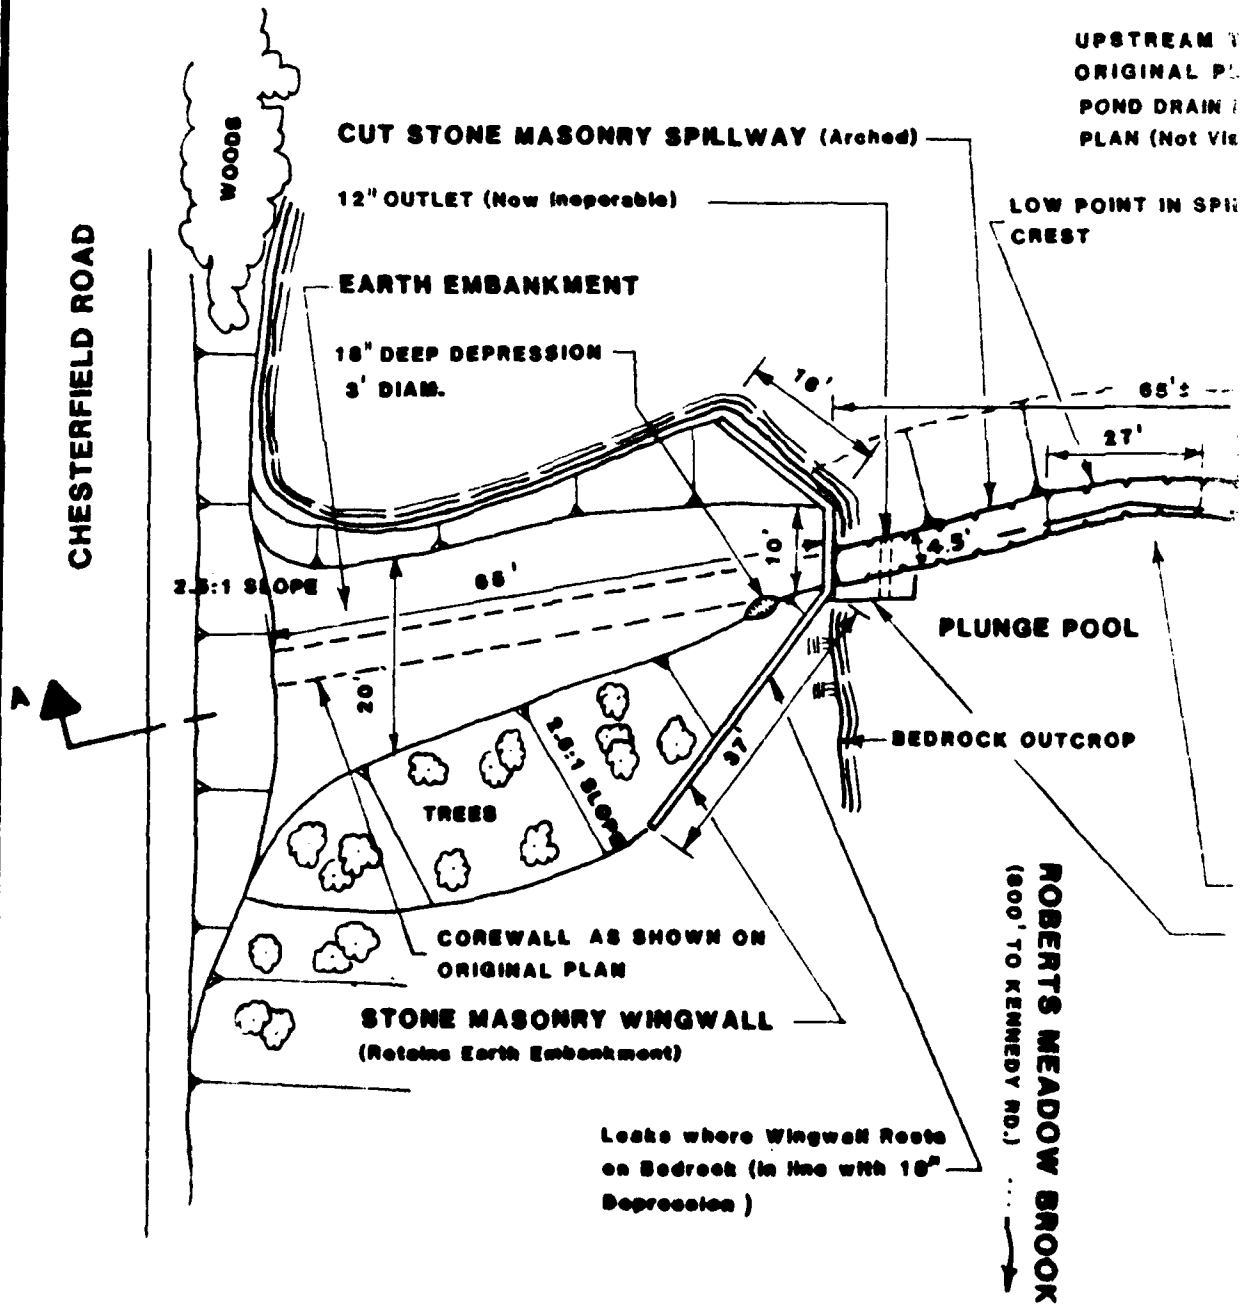 UPSTREAM
ORIGINAL
POND DRAIN
PLAN (Not
CUT STONE MASONRY SPILLWAY (Arched)
WOODS
12" OUTLET (Now Inoperable)
LOW POINT IN
CREST
EARTH EMBANKMENT
CHESTERFIELD ROAD
18" DEEP DEPRESSION
3' DIAM.
16'
65'±
27'
10'
4.5'
2.5:1 SLOPE
65'
PLUNGE POOL
A
20'
BEDROCK OUTCROP
37'
2.5:1 SLOPE
TREES
COREWALL AS SHOWN ON
ORIGINAL PLAN
STONE MASONRY WINGWALL
(Retains Earth Embankment)
ROBERTS MEADOW BROOK
(800' TO KENNEDY RD.)
Leaks where Wingwall Rests
on Bedrock (in line with 18"
Depression )